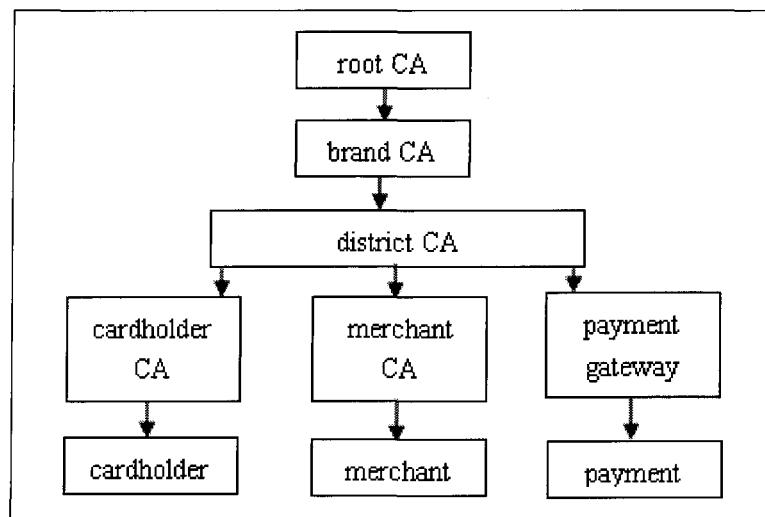 root CA
brand CA
district CA
cardholder
CA
merchant
CA
payment
gateway
cardholder
merchant
payment